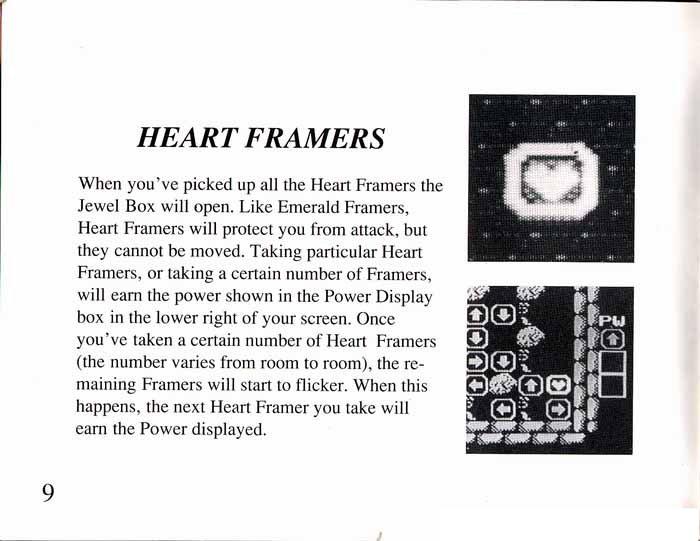 HEART FRAMERS
When you've picked up all the Heart Framers the
Jewel Box will open. Like Emerald Framers,
Heart Framers will protect you from attack, but
they cannot be moved. Taking particular Heart
Framers, or taking a certain number of Framers,
will earn the power shown in the Power Display
box in the lower right of your screen. Once
you've taken a certain number of Heart Framers
(the number varies from room to room), the re-
maining Framers will start to flicker. When this
happens, the next Heart Framer you take will
earn the Power displayed.
PW
9